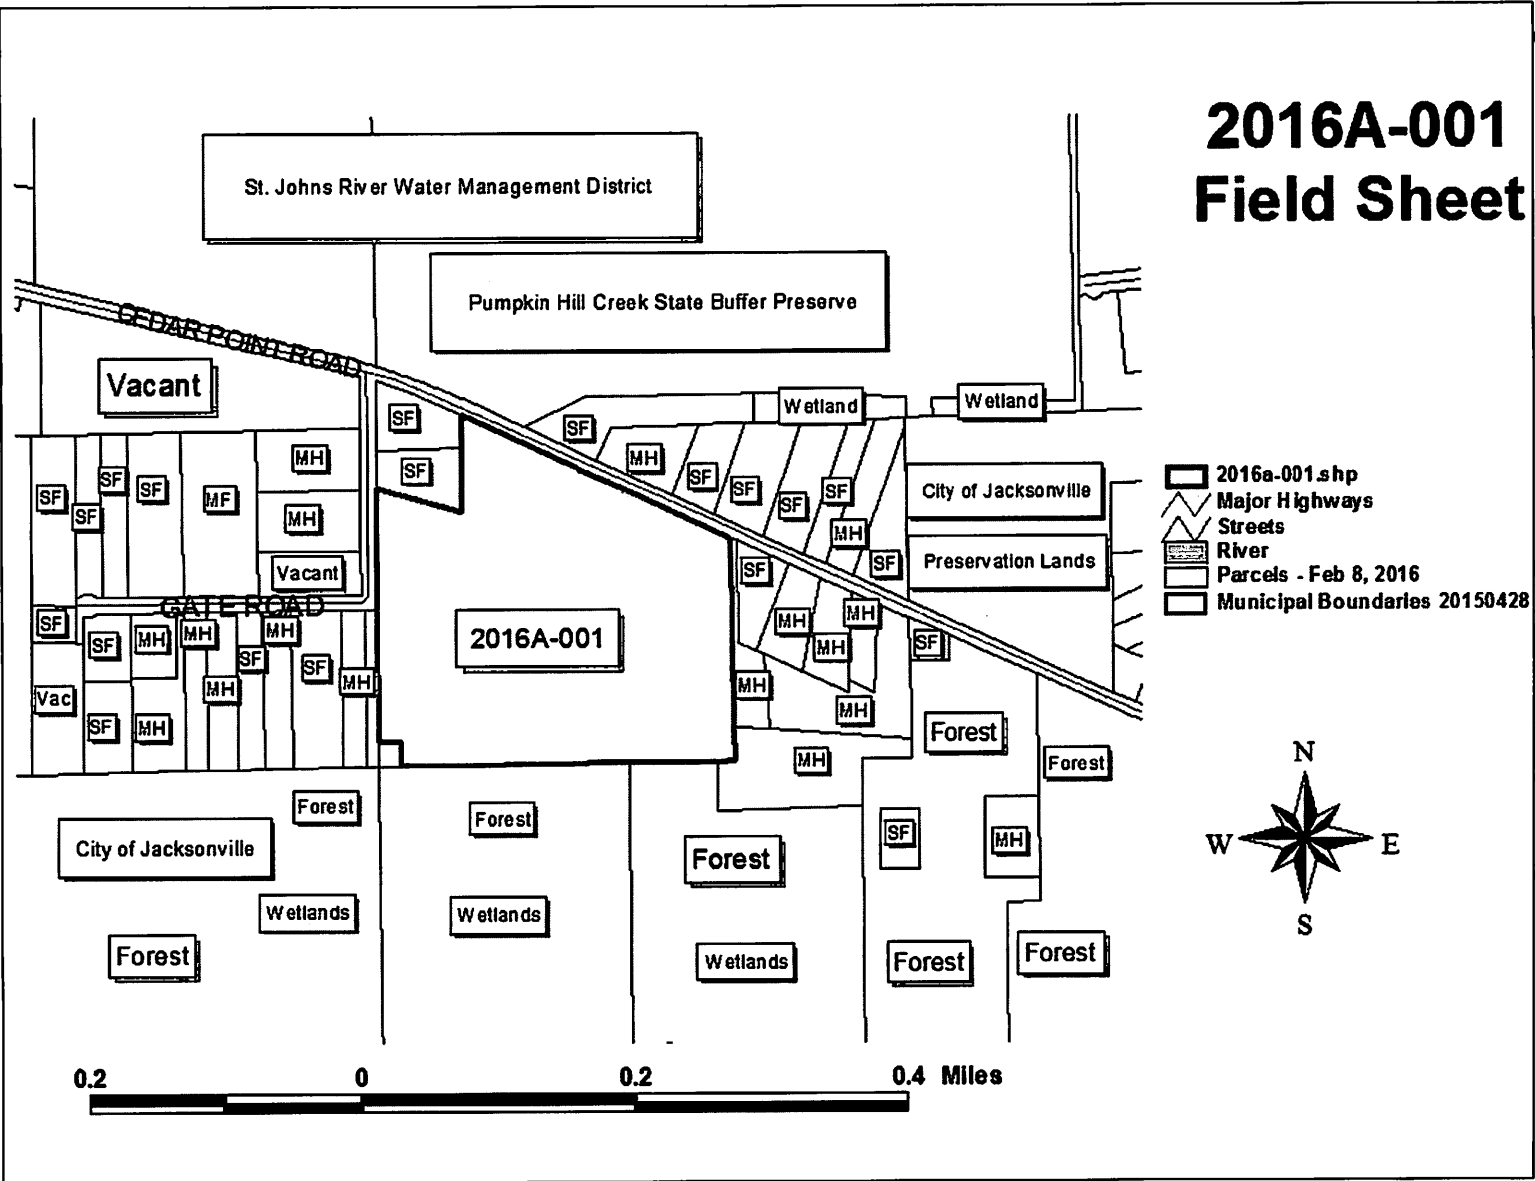 2016A-001
Field Sheet
St. Johns River Water Management District
Pumpkin Hill Creek State Buffer Preserve
CEDAR POINT ROAD
Vacant
SF
SF
Wetland
Wetland
SF
MH
SF
SF
SF
SF
MH
SF
City of Jacksonville
Preservation Lands
SF
SF
SF
SF
MF
MH
MH
Vacant
GATE ROAD
2016A-001
SF
MH
MH
MH
SF
MH
MH
SF
SF
MH
MH
SF
MH
SF
MH
MH
Vac
SF
MH
MH
Forest
Forest
Forest
Forest
Forest
City of Jacksonville
SF
MH
Wetlands
Wetlands
Wetlands
Forest
Forest
Forest
2016a-001.shp
Major Highways
Streets
River
Parcels - Feb 8, 2016
Municipal Boundaries 20150428
N
W E
S
0.2 0 0.2 0.4 Miles